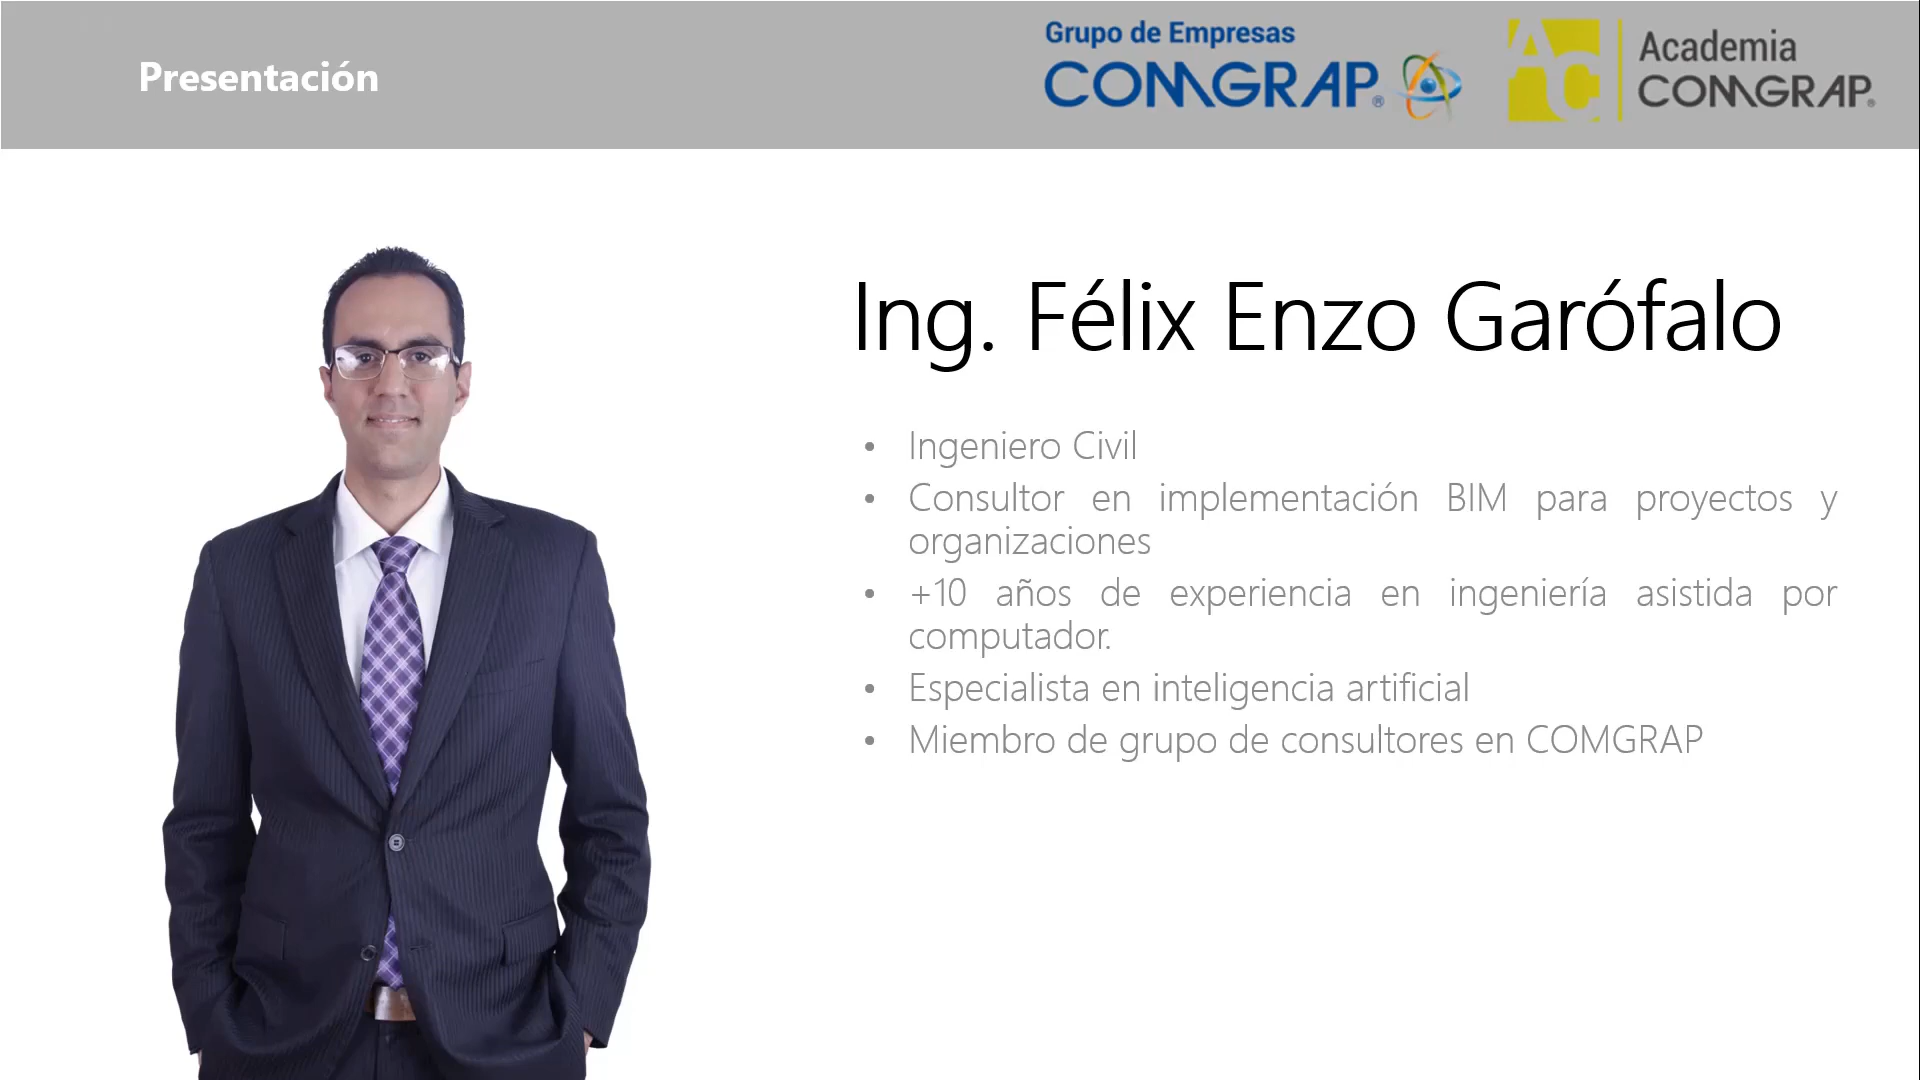 Presentación
Grupo de Empresas
COMGRAP®
AC
Academia
COMGRAP®
Ing. Félix Enzo Garófalo
• Ingeniero Civil
• Consultor en implementación BIM para proyectos y
organizaciones
• +10 años de experiencia en ingeniería asistida por
computador.
• Especialista en inteligencia artificial
• Miembro de grupo de consultores en COMGRAP